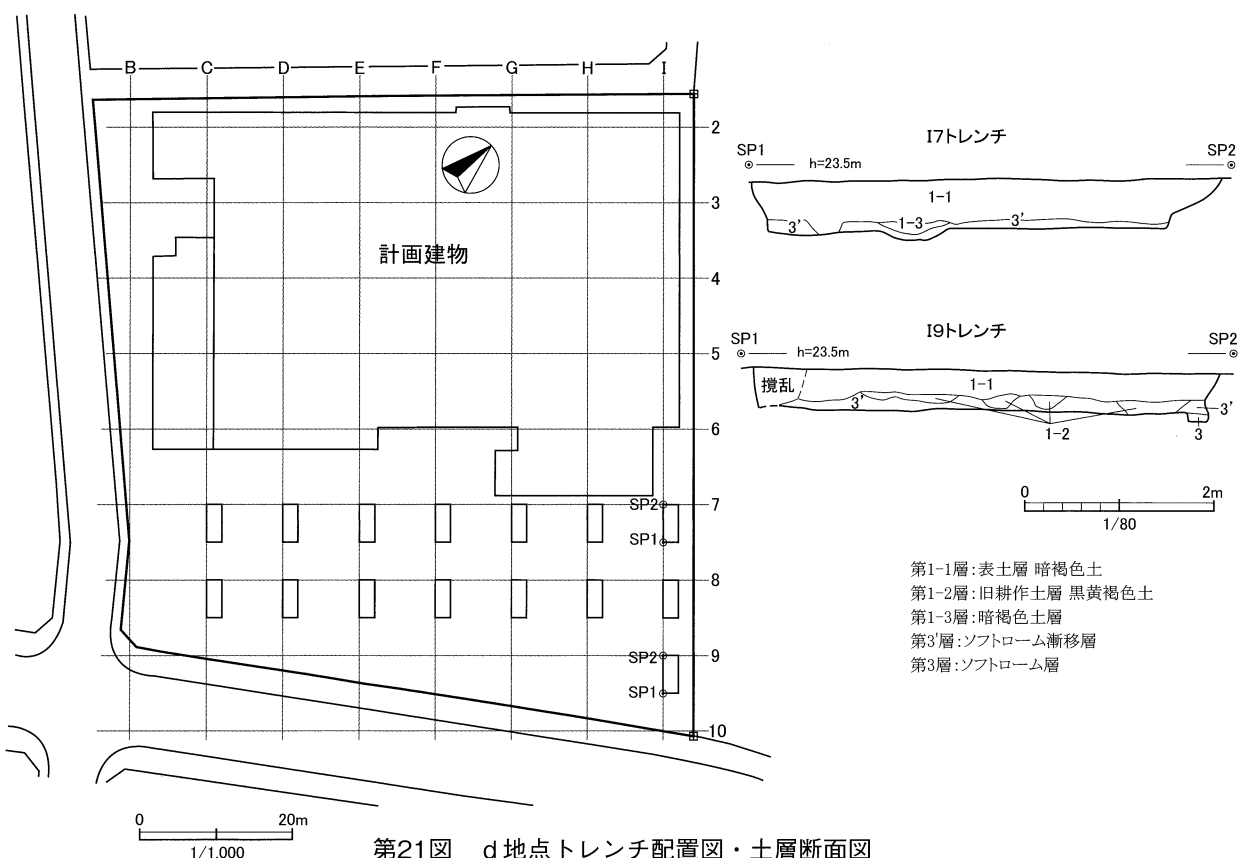 B C D E F G H I
2
3
4
5
6
7
8
9
10
計画建物
SP2
SP1
SP2
SP1
0 20m
1/1,000
I7トレンチ
SP1 h=23.5m SP2
1-1
3' 1-3 3'
I9トレンチ
SP1 h=23.5m SP2
撹乱 1-1
3' 3'
1-2 3
0 2m
1/80
第1-1層:表土層 暗褐色土
第1-2層:旧耕作土層 黒黄褐色土
第1-3層:暗褐色土層
第3'層:ソフトローム漸移層
第3層:ソフトローム層
第21図 d地点トレンチ配置図・土層断面図